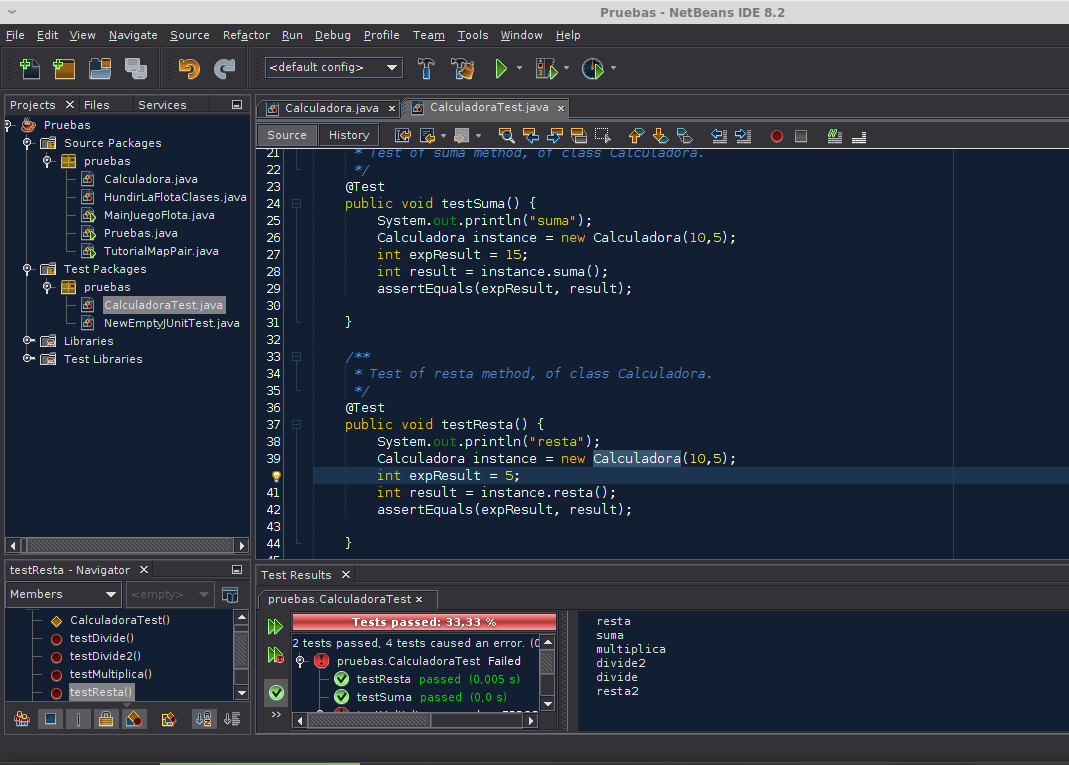 Pruebas - NetBeans IDE 8.2
File Edit View Navigate Source Refactor Run Debug Profile Team Tools Window Help
<default config>
Projects Files Services
Pruebas
Source Packages
pruebas
Calculadora.java
HundirLaFlotaClases.java
MainJuegoFlota.java
Pruebas.java
TutorialMapPair.java
Test Packages
pruebas
CalculadoraTest.java
NewEmptyJUnitTest.java
Libraries
Test Libraries
Calculadora.java CalculadoraTest.java
Source History
21 * Test of suma method, of class Calculadora.
22 */
23 @Test
24 public void testSuma() {
25 System.out.println("suma");
26 Calculadora instance = new Calculadora(10,5);
27 int expResult = 15;
28 int result = instance.suma();
29 assertEquals(expResult, result);
30
31 }
32
33 /**
34 * Test of resta method, of class Calculadora.
35 */
36 @Test
37 public void testResta() {
38 System.out.println("resta");
39 Calculadora instance = new Calculadora(10,5);
int expResult = 5;
41 int result = instance.resta();
42 assertEquals(expResult, result);
43
44 }
testResta - Navigator
Members <empty>
CalculadoraTest()
testDivide()
testDivide2()
testMultiplica()
testResta()
Test Results
pruebas.CalculadoraTest
Tests passed: 33,33 %
2 tests passed, 4 tests caused an error. (0
pruebas.CalculadoraTest Failed
testResta passed (0,005 s)
testSuma passed (0,0 s)
resta
suma
multiplica
divide2
divide
resta2